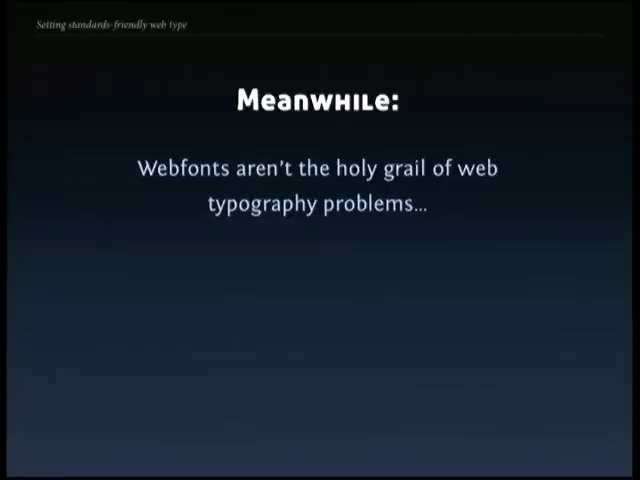 Setting standards-friendly web type
Meanwhile:
Webfonts aren't the holy grail of web
typography problems...